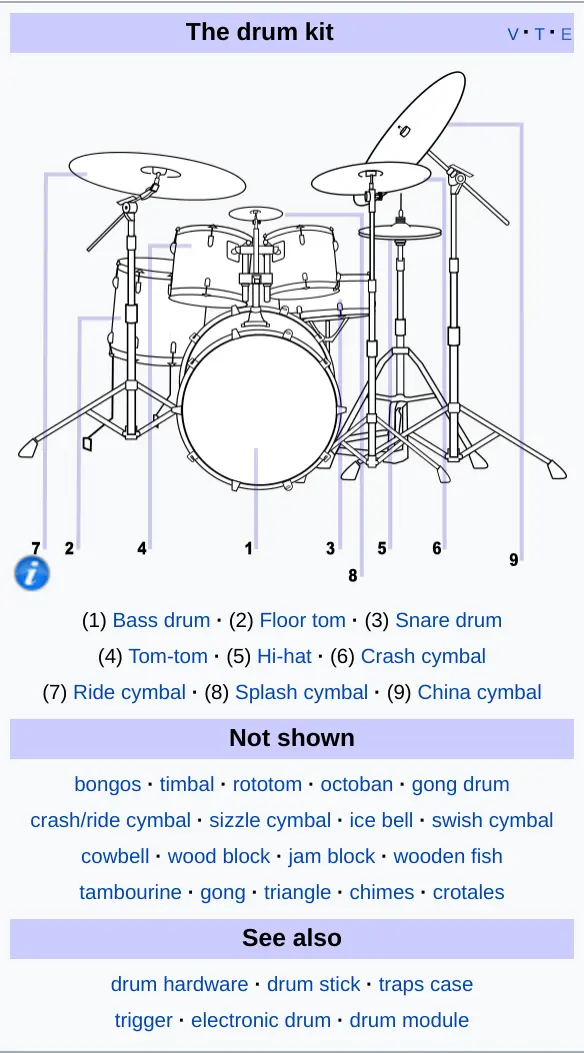 The drum kit V · T · E
7 2 4 1 3 8 5 6 9
i
(1) Bass drum · (2) Floor tom · (3) Snare drum
(4) Tom-tom · (5) Hi-hat · (6) Crash cymbal
(7) Ride cymbal · (8) Splash cymbal · (9) China cymbal
Not shown
bongos · timbal · rototom · octoban · gong drum
crash/ride cymbal · sizzle cymbal · ice bell · swish cymbal
cowbell · wood block · jam block · wooden fish
tambourine · gong · triangle · chimes · crotales
See also
drum hardware · drum stick · traps case
trigger · electronic drum · drum module